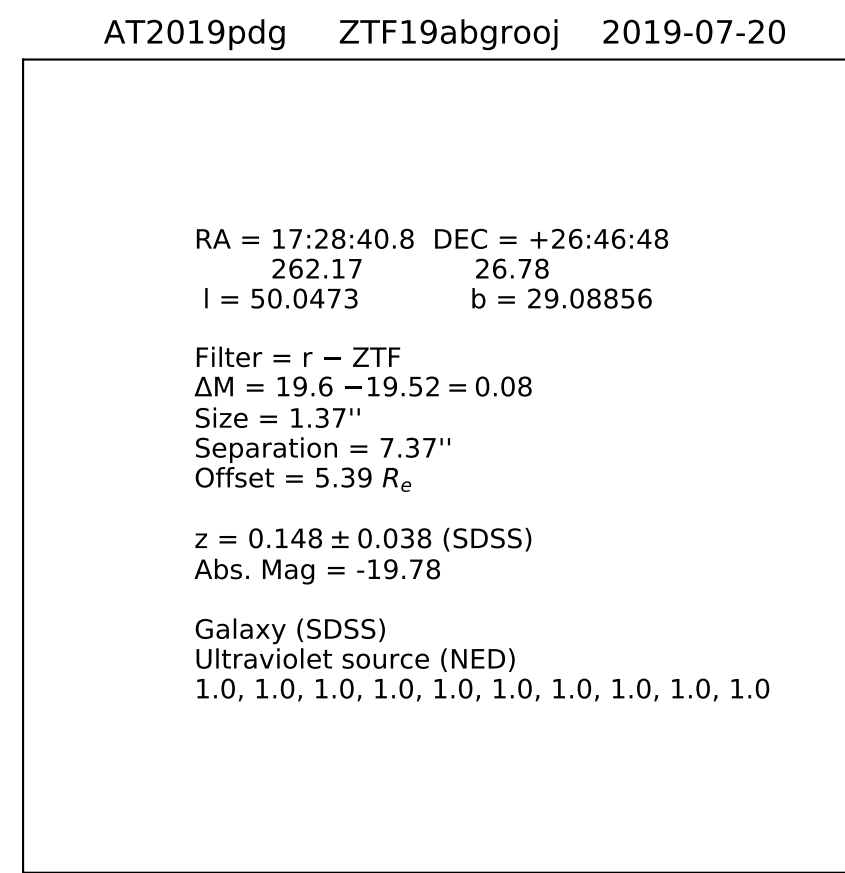 AT2019pdg ZTF19abgrooj 2019-07-20
RA = 17:28:40.8 DEC = +26:46:48
262.17 26.78
l = 50.0473 b = 29.08856
Filter = r − ZTF
ΔM = 19.6 −19.52 = 0.08
Size = 1.37''
Separation = 7.37''
Offset = 5.39 Rₑ
z = 0.148 ± 0.038 (SDSS)
Abs. Mag = -19.78
Galaxy (SDSS)
Ultraviolet source (NED)
1.0, 1.0, 1.0, 1.0, 1.0, 1.0, 1.0, 1.0, 1.0, 1.0